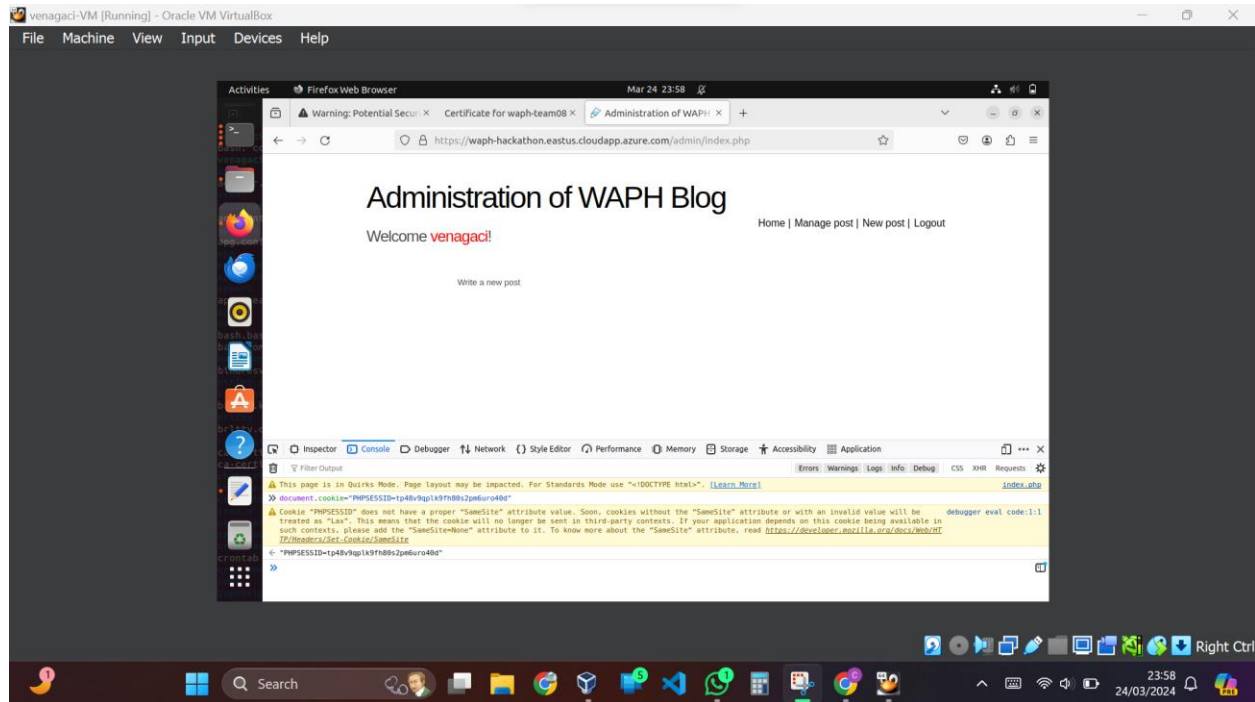 venagaci-VM [Running] - Oracle VM VirtualBox
File Machine View Input Devices Help
Activities Firefox Web Browser Mar 24 23:58
Warning: Potential Secur × Certificate for waph-team08 × Administration of WAPH × +
https://waph-hackathon.eastus.cloudapp.azure.com/admin/index.php
Administration of WAPH Blog
Home | Manage post | New post | Logout
Welcome venagaci!
Write a new post
Inspector Console Debugger Network {} Style Editor Performance Memory Storage Accessibility Application
Filter Output Errors Warnings Logs Info Debug CSS XHR Requests
This page is in Quirks Mode. Page layout may be impacted. For Standards Mode use "<!DOCTYPE html>". [Learn More] index.php
>> document.cookie="PHPSESSID=tp48v9qplk9fh80s2pm6uro40d"
Cookie "PHPSESSID" does not have a proper "SameSite" attribute value. Soon, cookies without the "SameSite" attribute or with an invalid value will be debugger eval code:1:1
treated as "Lax". This means that the cookie will no longer be sent in third-party contexts. If your application depends on this cookie being available in
such contexts, please add the "SameSite=None" attribute to it. To know more about the "SameSite" attribute, read https://developer.mozilla.org/docs/Web/HT
TP/Headers/Set-Cookie/SameSite
← "PHPSESSID=tp48v9qplk9fh80s2pm6uro40d"
>>
Right Ctrl
1 Search 5 9 23:58
24/03/2024